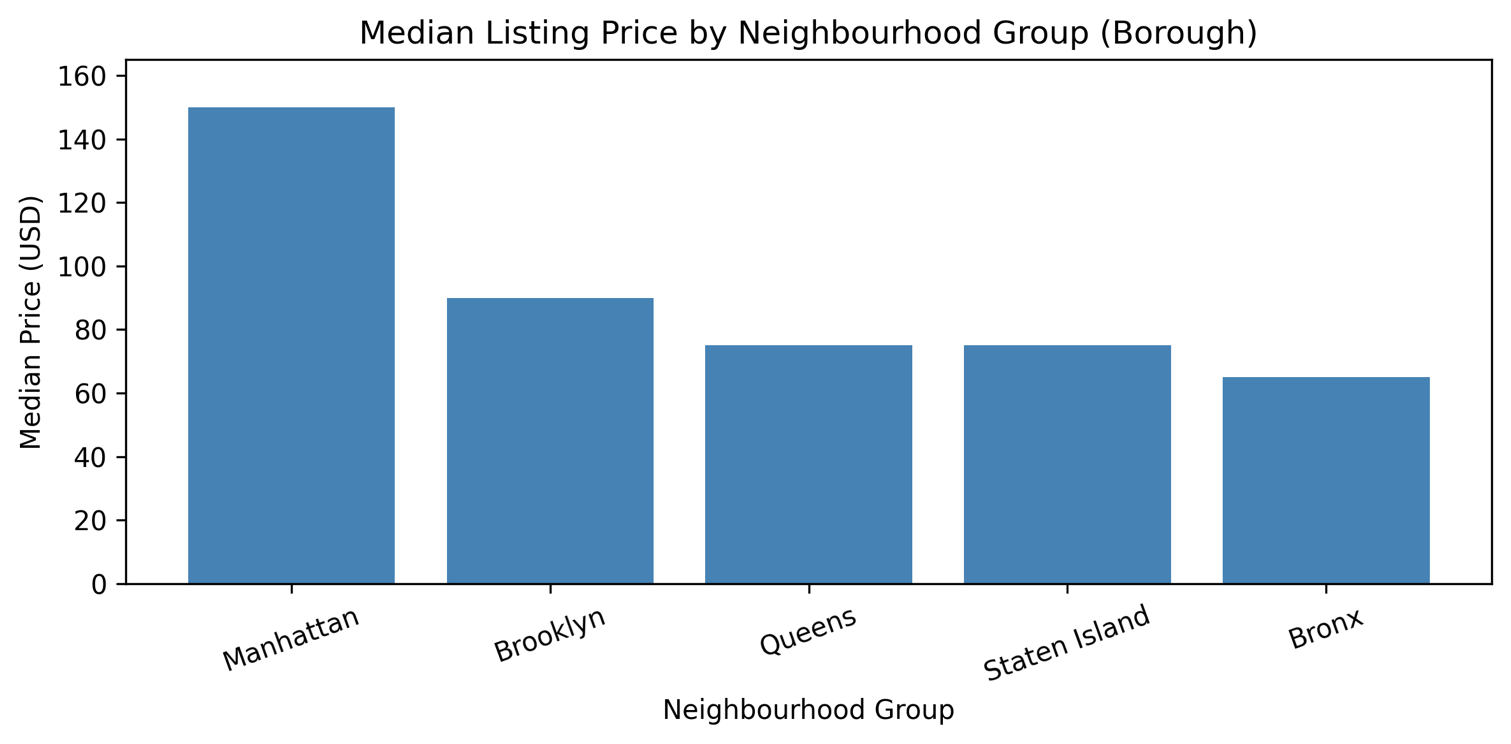 Median Listing Price by Neighbourhood Group (Borough)
Median Price (USD)
160
140
120
100
80
60
40
20
0
Manhattan
Brooklyn
Queens
Staten Island
Bronx
Neighbourhood Group